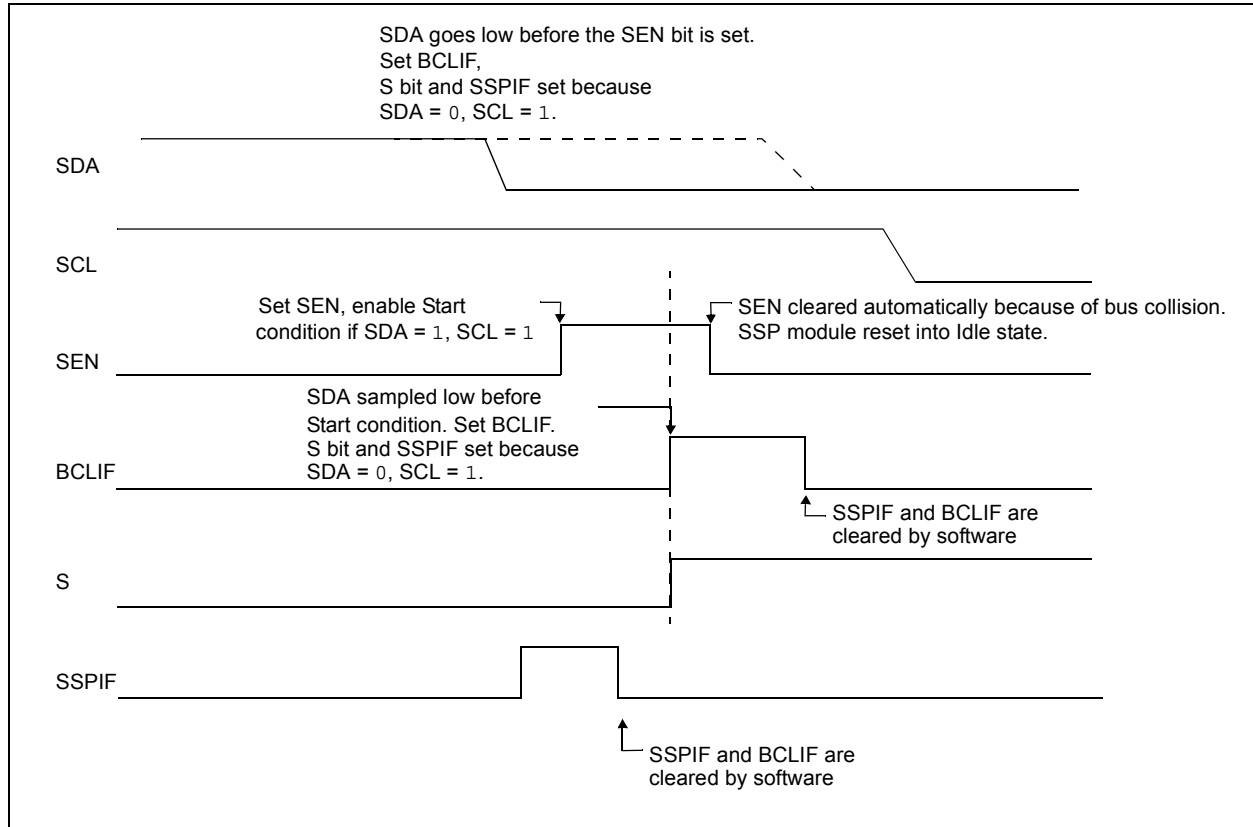 SDA goes low before the SEN bit is set.
Set BCLIF,
S bit and SSPIF set because
SDA = 0, SCL = 1.
SDA
SCL
Set SEN, enable Start
condition if SDA = 1, SCL = 1
SEN cleared automatically because of bus collision.
SSP module reset into Idle state.
SEN
SDA sampled low before
Start condition. Set BCLIF.
S bit and SSPIF set because
SDA = 0, SCL = 1.
BCLIF
SSPIF and BCLIF are
cleared by software
S
SSPIF
SSPIF and BCLIF are
cleared by software